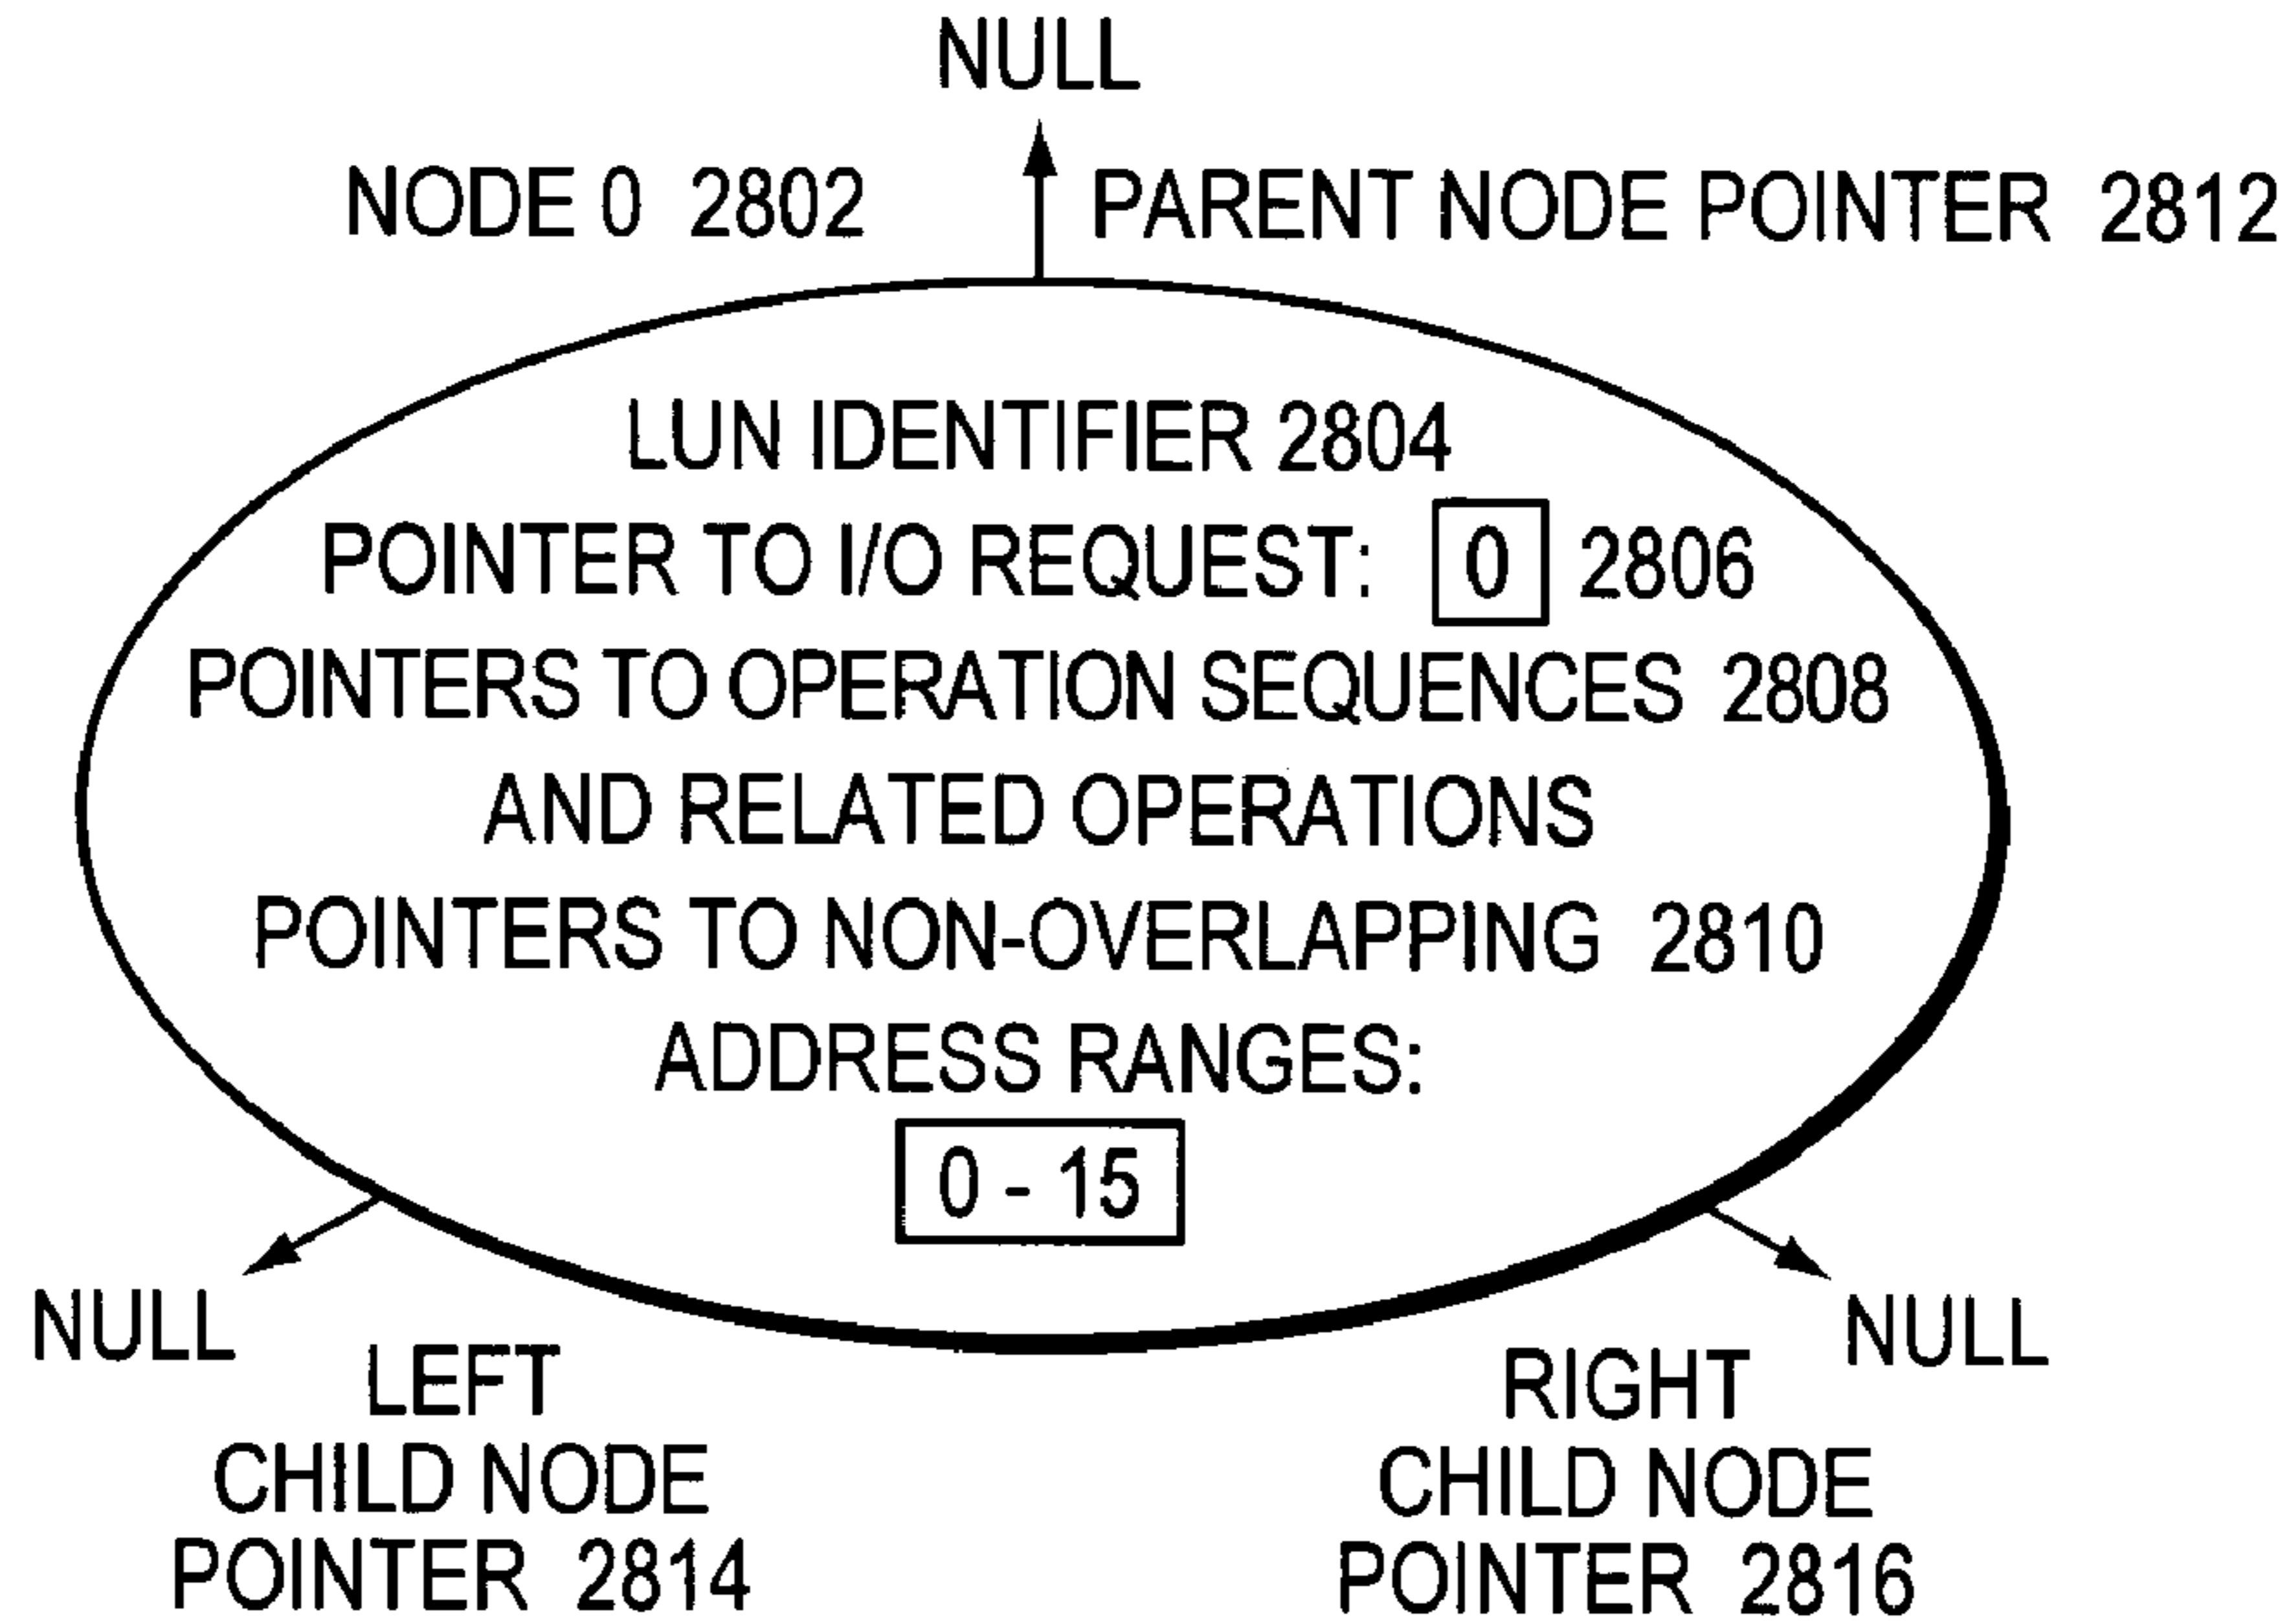 NULL
NODE 0 2802
PARENT NODE POINTER 2812
LUN IDENTIFIER 2804
POINTER TO I/O REQUEST: 0 2806
POINTERS TO OPERATION SEQUENCES 2808
AND RELATED OPERATIONS
POINTERS TO NON-OVERLAPPING 2810
ADDRESS RANGES:
0 - 15
NULL
LEFT
CHILD NODE
POINTER 2814
NULL
RIGHT
CHILD NODE
POINTER 2816